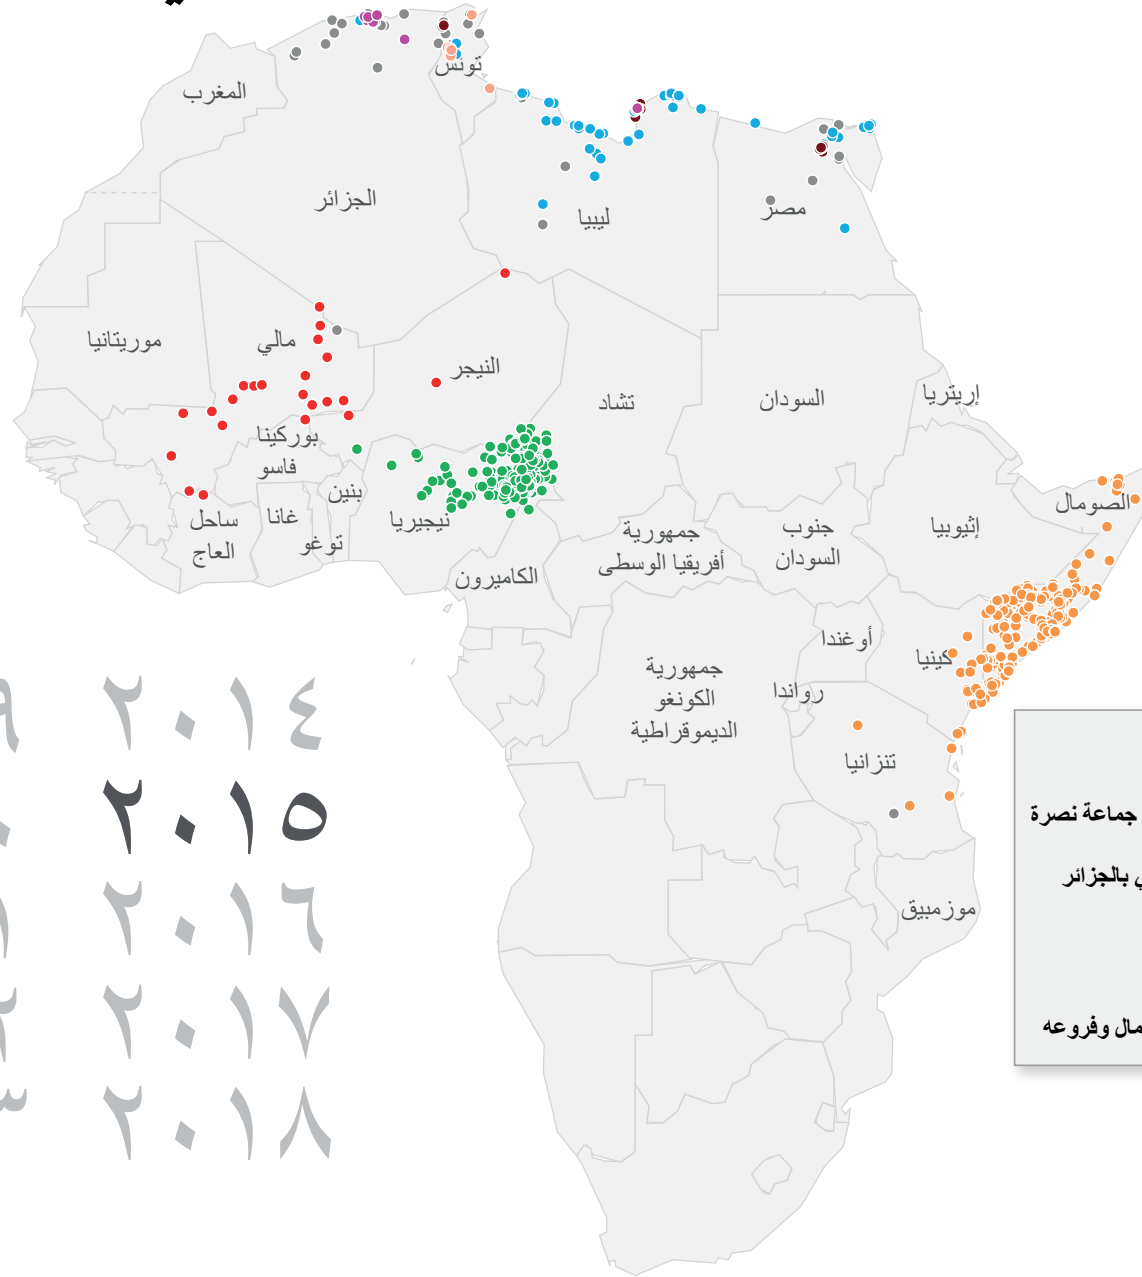 تونس
المغرب
الجزائر
ليبيا
مصر
موريتانيا
مالي
النيجر
تشاد
السودان
إريتريا
بوركينا
فاسو
بنين
نيجيريا
غانا
توغو
ساحل
العاج
الكاميرون
جمهورية
أفريقيا الوسطى
جنوب
السودان
إثيوبيا
الصومال
أوغندا
كينيا
رواندا
جمهورية
الكونغو
الديموقراطية
تنزانيا
موزمبيق
جماعة نصرة
بالجزائر
وفروعه
٢٠١٤
٢٠١٥
٢٠١٦
٢٠١٧
٢٠١٨